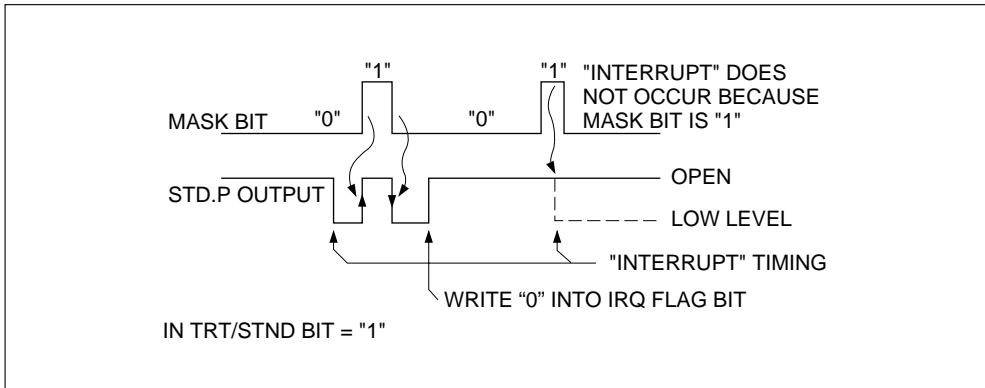 "1"
"1" "INTERRUPT" DOES
NOT OCCUR BECAUSE
MASK BIT IS "1"
MASK BIT "0" "0"
STD.P OUTPUT
OPEN
LOW LEVEL
"INTERRUPT" TIMING
WRITE “0” INTO IRQ FLAG BIT
IN TRT/STND BIT = "1"